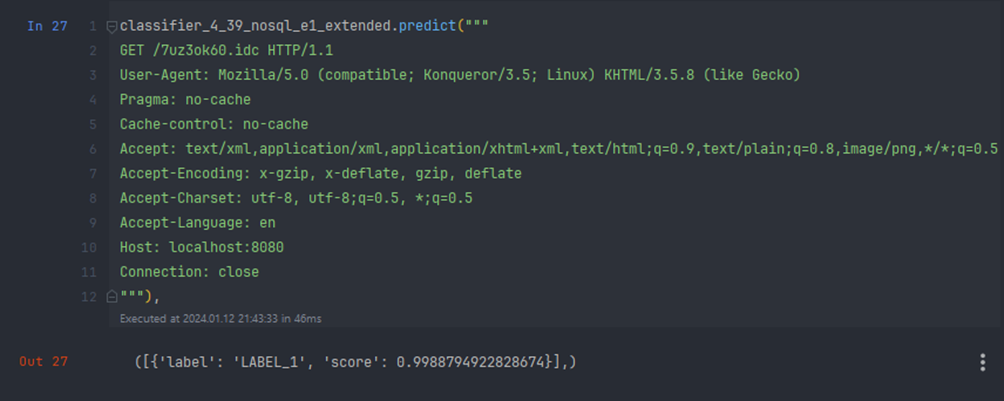 In 27 1 classifier_4_39_nosql_e1_extended.predict("""
2 GET /7uz3ok60.idc HTTP/1.1
3 User-Agent: Mozilla/5.0 (compatible; Konqueror/3.5; Linux) KHTML/3.5.8 (like Gecko)
4 Pragma: no-cache
5 Cache-control: no-cache
6 Accept: text/xml,application/xml,application/xhtml+xml,text/html;q=0.9,text/plain;q=0.8,image/png,*/*;q=0.5
7 Accept-Encoding: x-gzip, x-deflate, gzip, deflate
8 Accept-Charset: utf-8, utf-8;q=0.5, *;q=0.5
9 Accept-Language: en
10 Host: localhost:8080
11 Connection: close
12 """),
Executed at 2024.01.12 21:43:33 in 46ms
Out 27 ([{'label': 'LABEL_1', 'score': 0.9988794922828674}],)